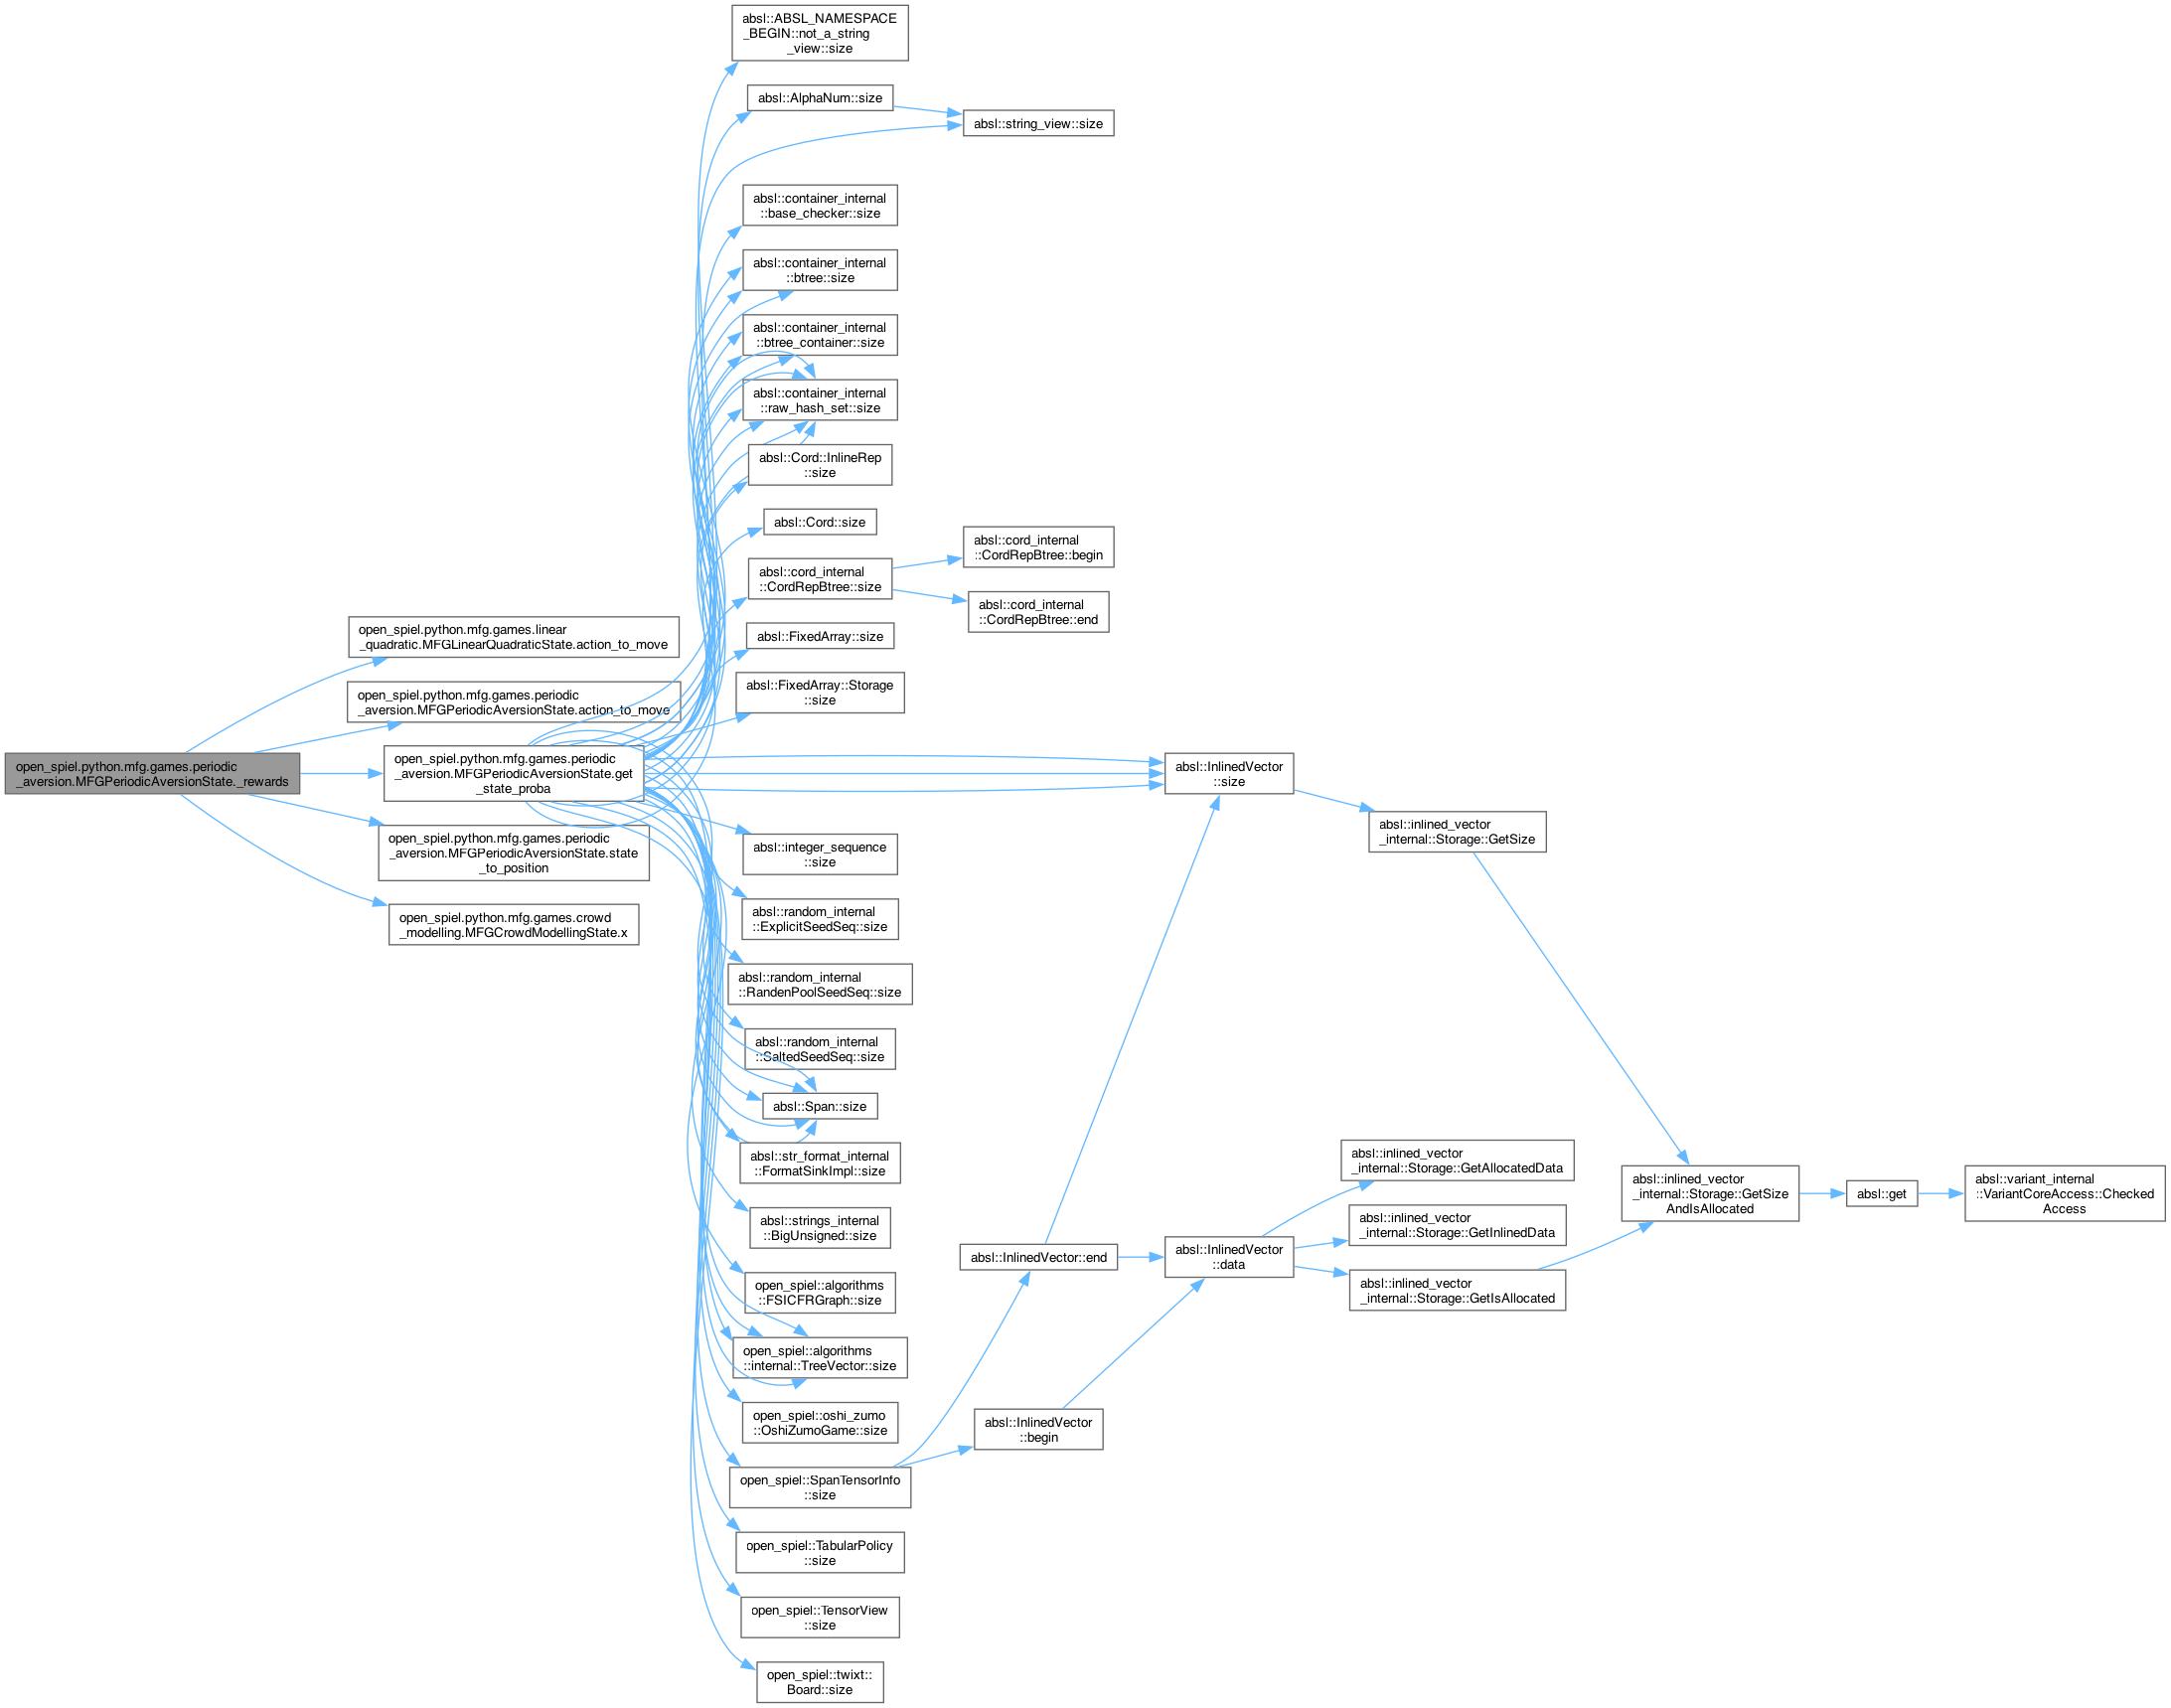 open_spiel.python.mfg.games.periodic
_aversion.MFGPeriodicAversionState._rewards
open_spiel.python.mfg.games.linear
_quadratic.MFGLinearQuadraticState.action_to_move
open_spiel.python.mfg.games.periodic
_aversion.MFGPeriodicAversionState.action_to_move
open_spiel.python.mfg.games.periodic
_aversion.MFGPeriodicAversionState.get
_state_proba
open_spiel.python.mfg.games.periodic
_aversion.MFGPeriodicAversionState.state
_to_position
open_spiel.python.mfg.games.crowd
_modelling.MFGCrowdModellingState.x
absl::ABSL_NAMESPACE
_BEGIN::not_a_string
_view::size
absl::AlphaNum::size
absl::string_view::size
absl::container_internal
::base_checker::size
absl::container_internal
::btree::size
absl::container_internal
::btree_container::size
absl::container_internal
::raw_hash_set::size
absl::Cord::InlineRep
::size
absl::Cord::size
absl::cord_internal
::CordRepBtree::size
absl::cord_internal
::CordRepBtree::begin
absl::cord_internal
::CordRepBtree::end
absl::FixedArray::size
absl::FixedArray::Storage
::size
absl::InlinedVector
::size
absl::inlined_vector
_internal::Storage::GetSize
absl::integer_sequence
::size
absl::random_internal
::ExplicitSeedSeq::size
absl::random_internal
::RandenPoolSeedSeq::size
absl::random_internal
::SaltedSeedSeq::size
absl::Span::size
absl::str_format_internal
::FormatSinkImpl::size
absl::strings_internal
::BigUnsigned::size
open_spiel::algorithms
::FSICFRGraph::size
open_spiel::algorithms
::internal::TreeVector::size
open_spiel::oshi_zumo
::OshiZumoGame::size
open_spiel::SpanTensorInfo
::size
open_spiel::TabularPolicy
::size
open_spiel::TensorView
::size
open_spiel::twixt::
Board::size
absl::InlinedVector::end
absl::InlinedVector
::begin
absl::InlinedVector
::data
absl::inlined_vector
_internal::Storage::GetAllocatedData
absl::inlined_vector
_internal::Storage::GetInlinedData
absl::inlined_vector
_internal::Storage::GetIsAllocated
absl::inlined_vector
_internal::Storage::GetSize
AndIsAllocated
absl::get
absl::variant_internal
::VariantCoreAccess::Checked
Access